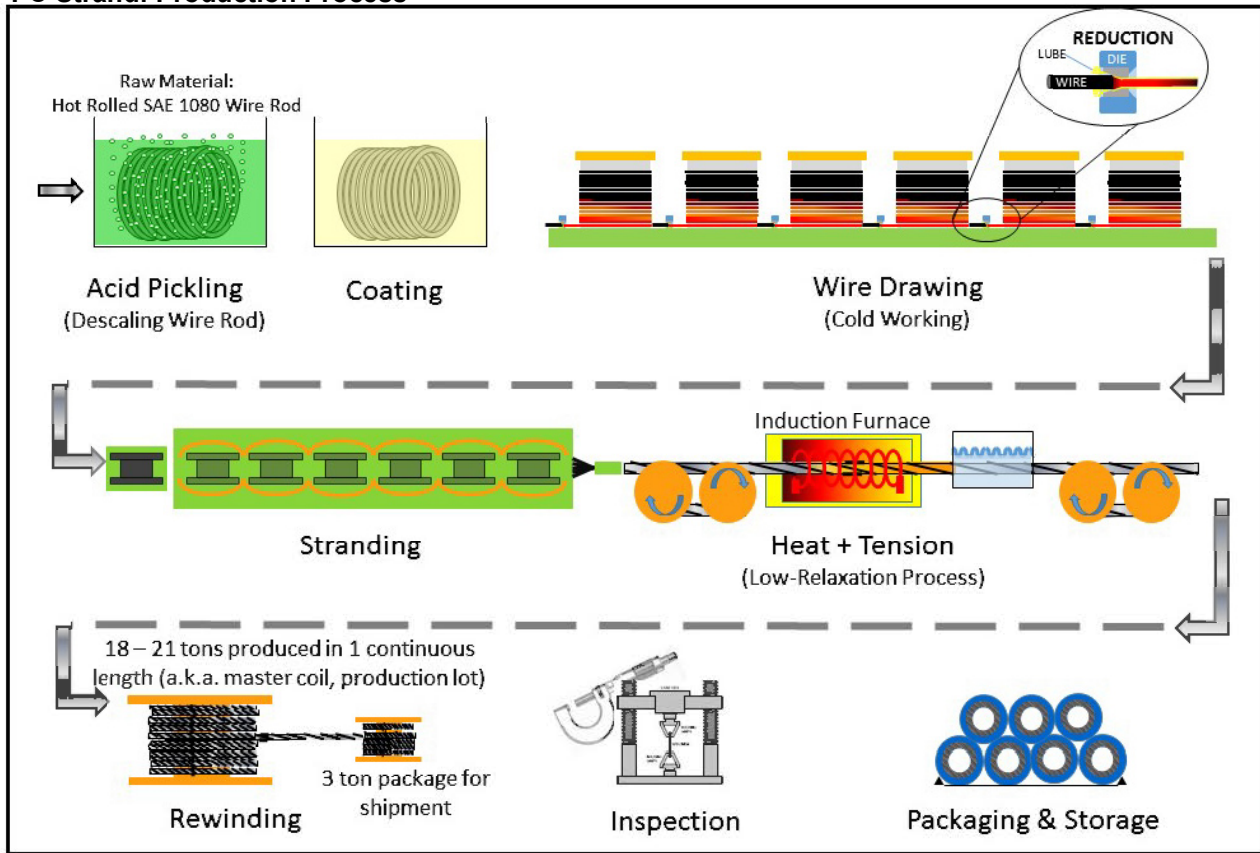 Raw Material:
Hot Rolled SAE 1080 Wire Rod
REDUCTION
LUBE
DIE
WIRE
Acid Pickling
(Descaling Wire Rod)
Coating
Wire Drawing
(Cold Working)
Induction Furnace
Stranding
Heat + Tension
(Low-Relaxation Process)
18 – 21 tons produced in 1 continuous
length (a.k.a. master coil, production lot)
3 ton package for
shipment
Rewinding
Inspection
Packaging & Storage